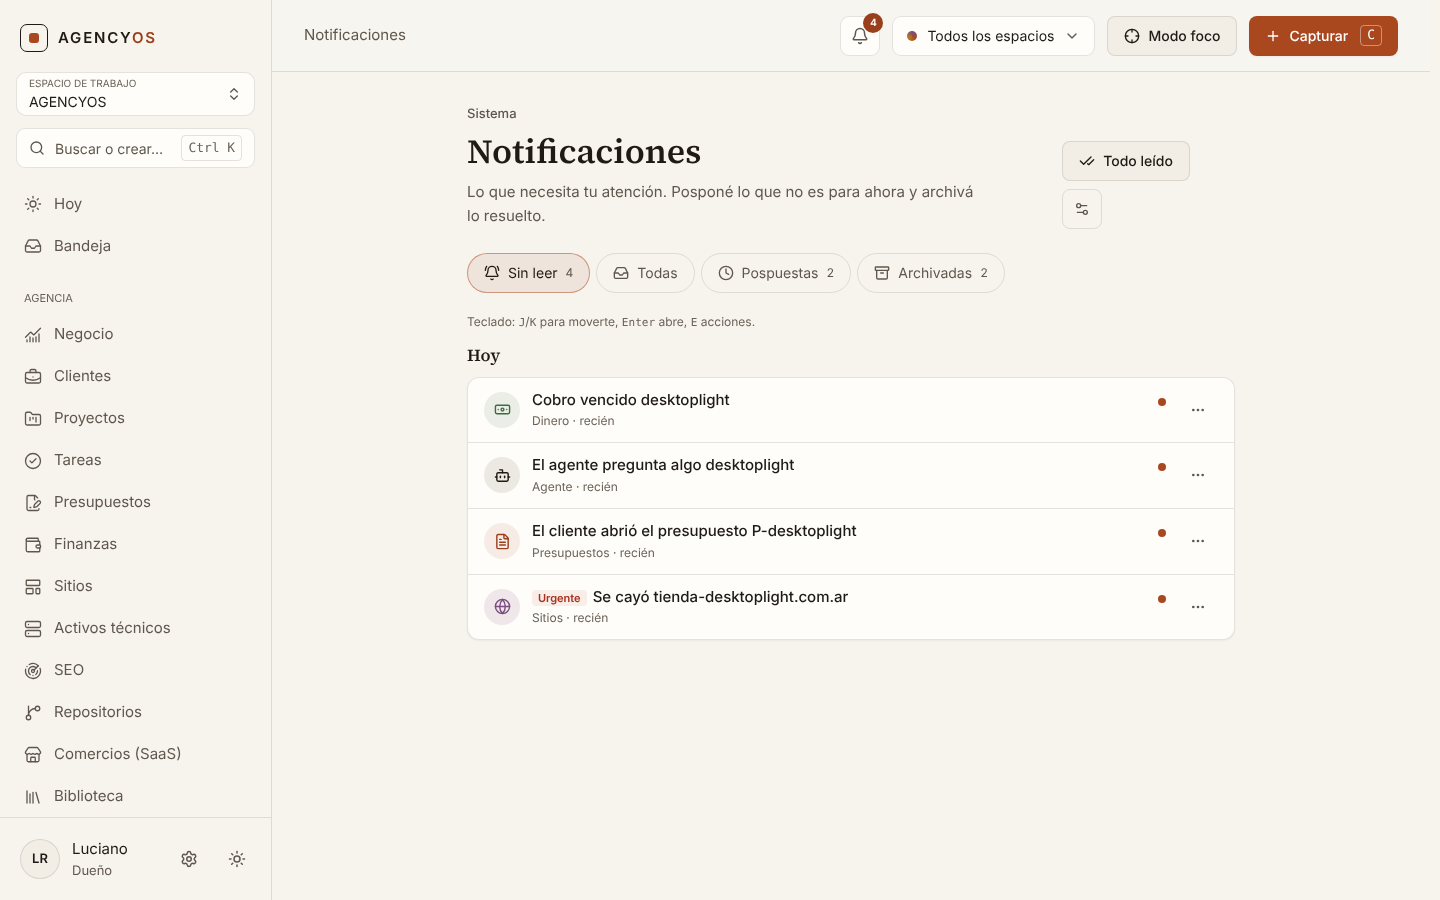 AGENCYOS
ESPACIO DE TRABAJO
AGENCYOS
Buscar o crear... Ctrl K
Hoy
Bandeja
AGENCIA
Negocio
Clientes
Proyectos
Tareas
Presupuestos
Finanzas
Sitios
Activos técnicos
SEO
Repositorios
Comercios (SaaS)
Biblioteca
LR
Luciano
Dueño
Notificaciones
4
Todos los espacios
Modo foco
Capturar C
Sistema
Notificaciones
Lo que necesita tu atención. Posponé lo que no es para ahora y archivá
lo resuelto.
Todo leído
Sin leer 4
Todas
Pospuestas 2
Archivadas 2
Teclado: J/K para moverte, Enter abre, E acciones.
Hoy
Cobro vencido desktoplight
Dinero · recién
El agente pregunta algo desktoplight
Agente · recién
El cliente abrió el presupuesto P-desktoplight
Presupuestos · recién
Urgente Se cayó tienda-desktoplight.com.ar
Sitios · recién